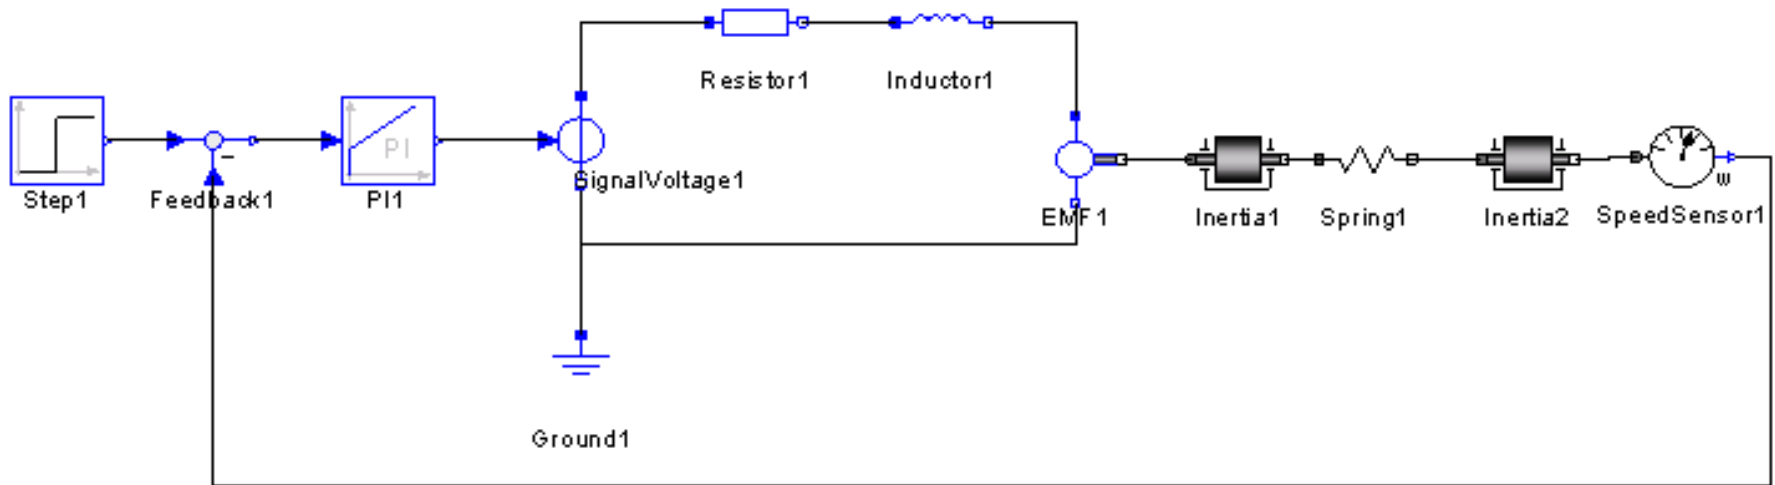 Resistor1
Inductor1
PI
Step1
Feedback1
PI1
SignalVoltage1
EMF1
Inertia1
Spring1
Inertia2
w
SpeedSensor1
Ground1